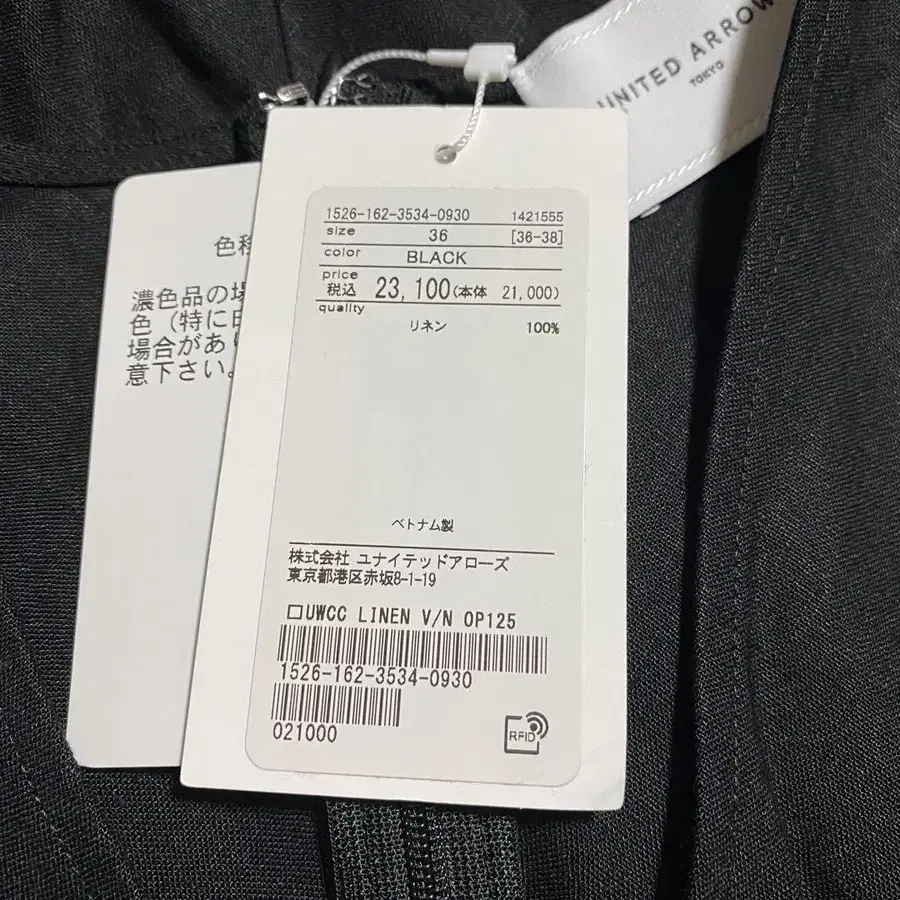 UNITED ARROW
TOKYO
1526-162-3534-0930 1421555
size 36 [36-38]
color BLACK
price
税込 23,100(本体 21,000)
quality
リネン 100%
ベトナム製
株式会社 ユナイテッドアローズ
東京都港区赤坂8-1-19
□UWCC LINEN V/N OP125
1526-162-3534-0930
021000
RFID
色移
濃色品の場
色(特に白
場合があり
意下さい。